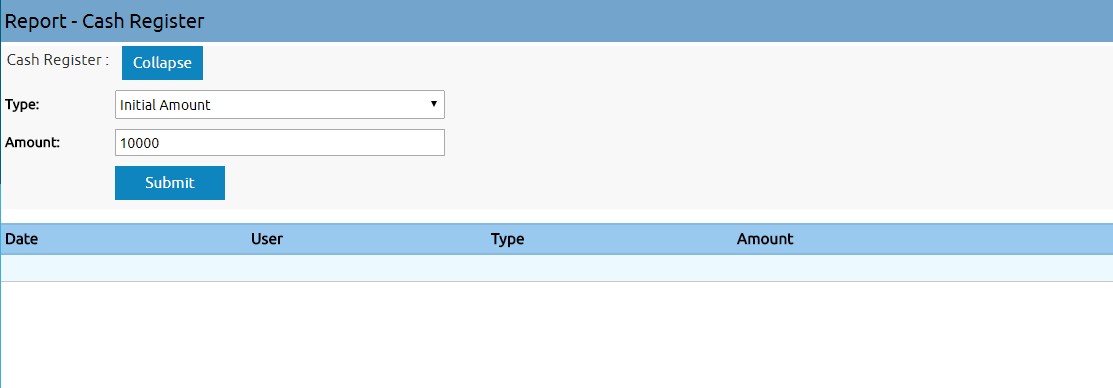 Report - Cash Register
Cash Register : Collapse
Type: Initial Amount
Amount: 10000
Submit
Date User Type Amount